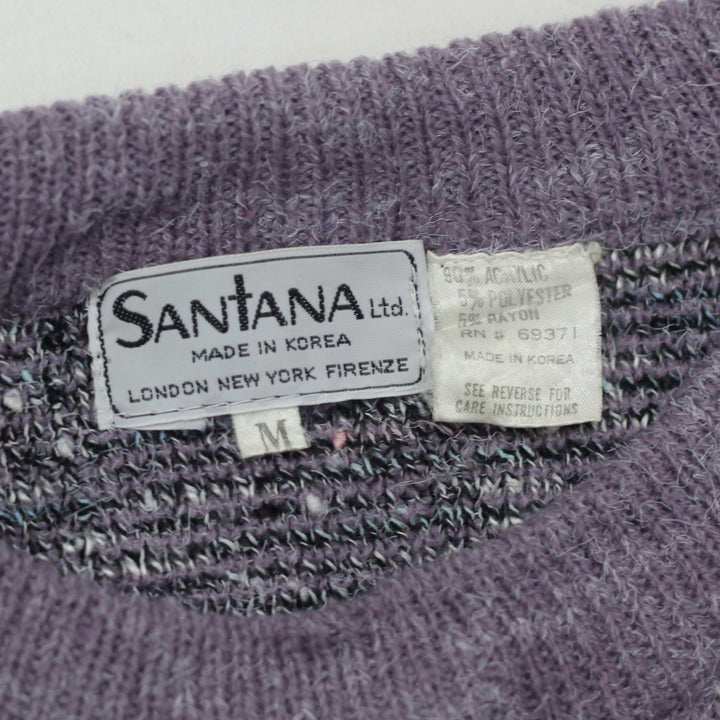 SANTANA Ltd.
MADE IN KOREA
LONDON NEW YORK FIRENZE
M
90% ACRYLIC
5% POLYESTER
5% RAYON
RN # 69371
MADE IN KOREA
SEE REVERSE FOR
CARE INSTRUCTIONS